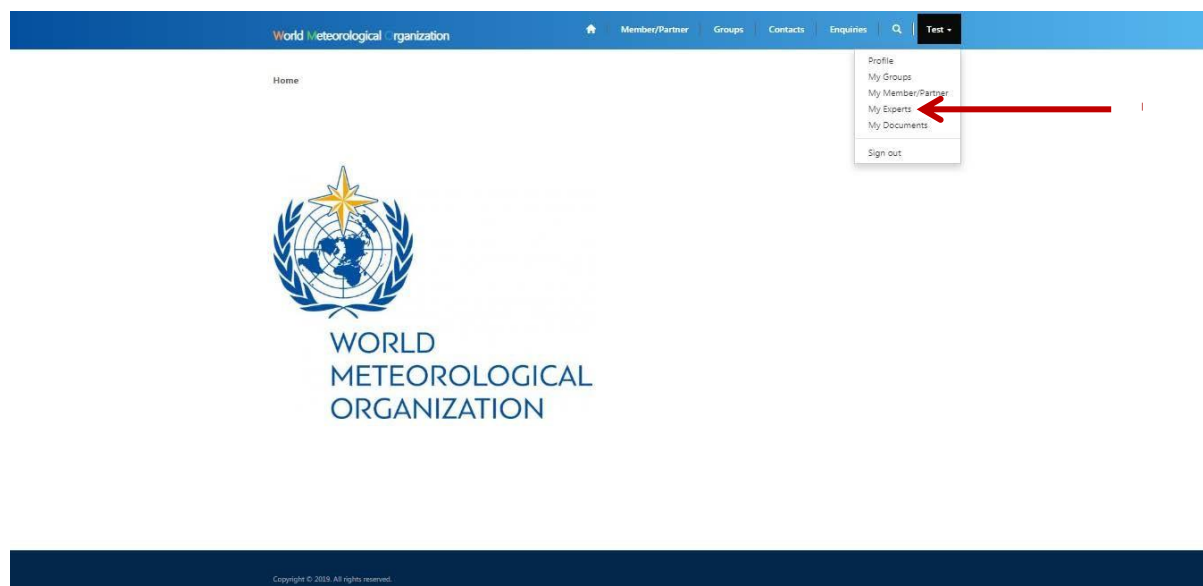 World Meteorological Organization
Member/Partner Groups Contacts Enquiries Test
Profile
My Groups
My Member/Partner
My Experts
My Documents
Sign out
Home
WORLD
METEOROLOGICAL
ORGANIZATION
Copyright © 2019. All rights reserved.